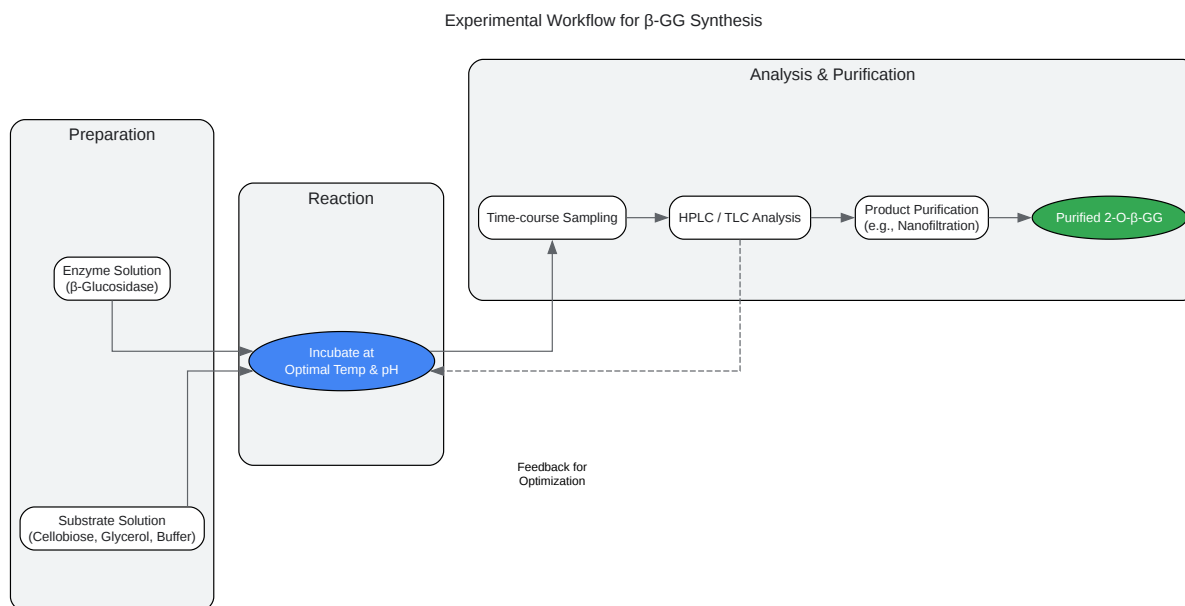 Experimental Workflow for β-GG Synthesis
Preparation
Enzyme Solution
(β-Glucosidase)
Substrate Solution
(Cellobiose, Glycerol, Buffer)
Reaction
Incubate at
Optimal Temp & pH
Analysis & Purification
Time-course Sampling
HPLC / TLC Analysis
Product Purification
(e.g., Nanofiltration)
Purified 2-O-β-GG
Feedback for
Optimization